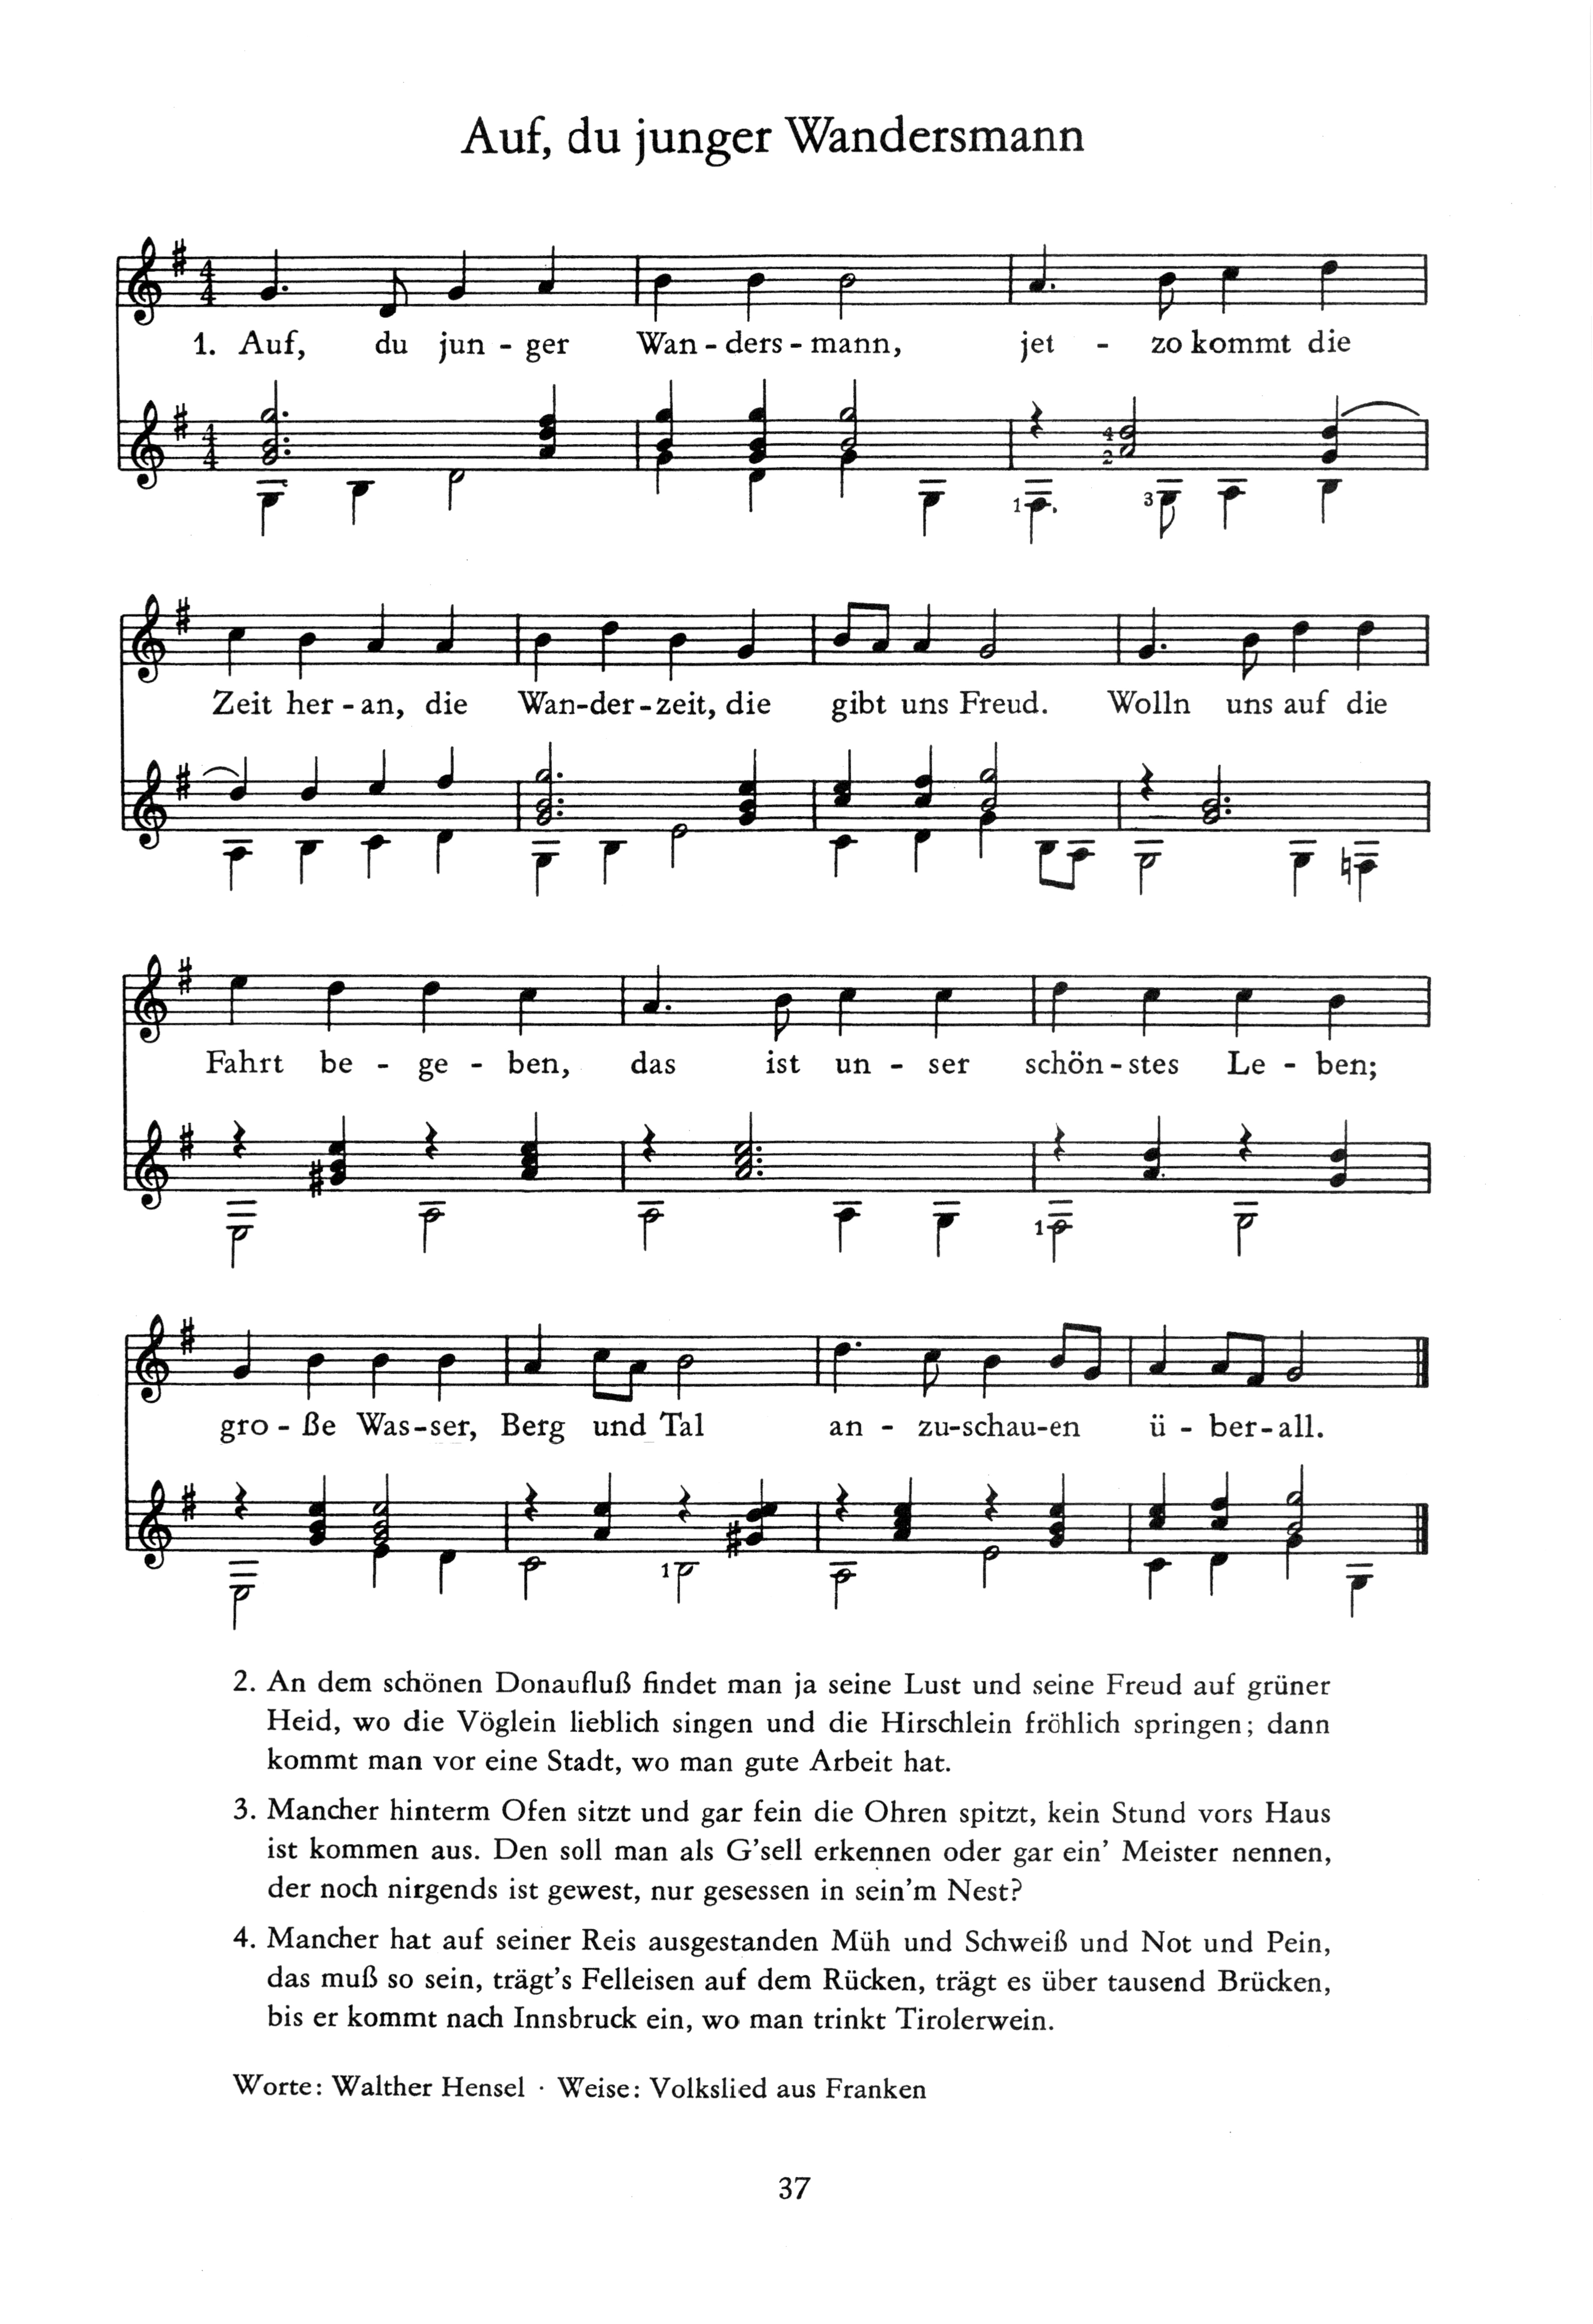 Auf, du junger Wandersmann
1. Auf, du jun - ger Wan - ders - mann, jet - zo kommt die
4 2 1 3
Zeit her - an, die Wan - der - zeit, die gibt uns Freud. Wolln uns auf die
Fahrt be - ge - ben, das ist un - ser schön - stes Le - ben;
1
gro - ße Was - ser, Berg und Tal an - zu - schau - en ü - ber - all.
1
2. An dem schönen Donaufluß findet man ja seine Lust und seine Freud auf grüner
Heid, wo die Vöglein lieblich singen und die Hirschlein fröhlich springen; dann
kommt man vor eine Stadt, wo man gute Arbeit hat.
3. Mancher hinterm Ofen sitzt und gar fein die Ohren spitzt, kein Stund vors Haus
ist kommen aus. Den soll man als G'sell erkennen oder gar ein' Meister nennen,
der noch nirgends ist gewest, nur gesessen in sein'm Nest?
4. Mancher hat auf seiner Reis ausgestanden Müh und Schweiß und Not und Pein,
das muß so sein, trägt's Felleisen auf dem Rücken, trägt es über tausend Brücken,
bis er kommt nach Innsbruck ein, wo man trinkt Tirolerwein.
Worte: Walther Hensel · Weise: Volkslied aus Franken
37